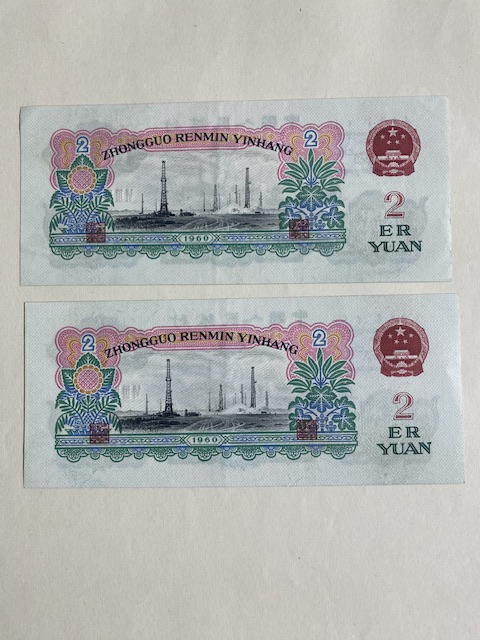 2 ZHONGGUO RENMIN YINHANG 2
2
ER
YUAN
1960
2 ZHONGGUO RENMIN YINHANG 2
2
ER
YUAN
1960